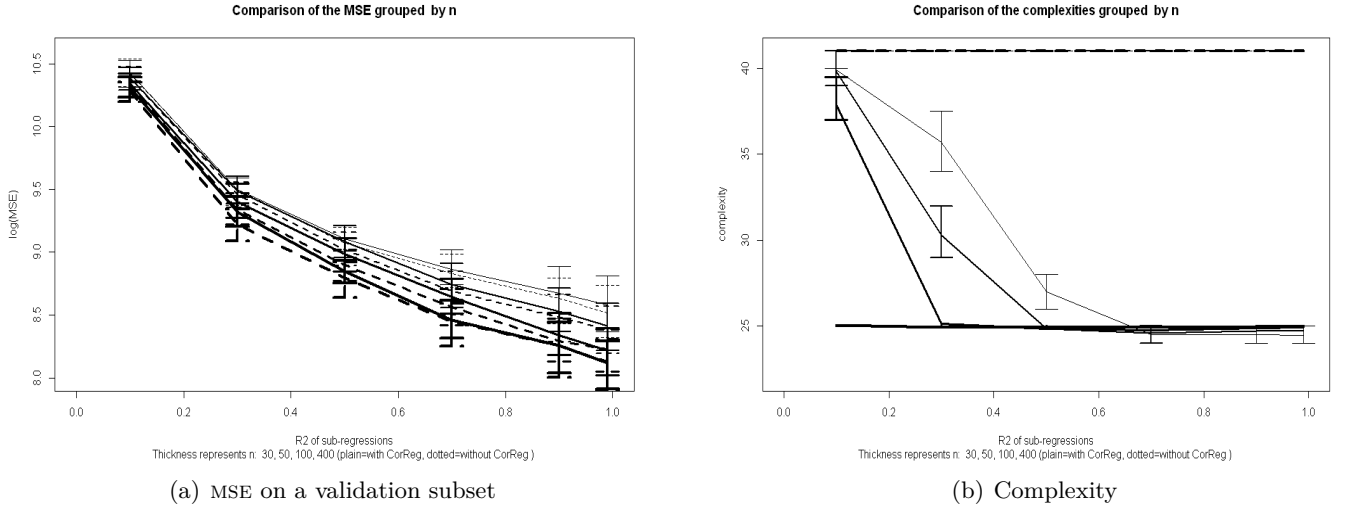 Comparison of the MSE grouped by n
log(MSE)
10.5
10.0
9.5
9.0
8.5
8.0
0.0 0.2 0.4 0.6 0.8 1.0
R2 of sub-regressions
Thickness represents n: 30, 50, 100, 400 (plain=with CorReg, dotted=without CorReg )
(a) MSE on a validation subset
Comparison of the complexities grouped by n
complexity
40
35
30
25
0.0 0.2 0.4 0.6 0.8 1.0
R2 of sub-regressions
Thickness represents n: 30, 50, 100, 400 (plain=with CorReg, dotted=without CorReg )
(b) Complexity